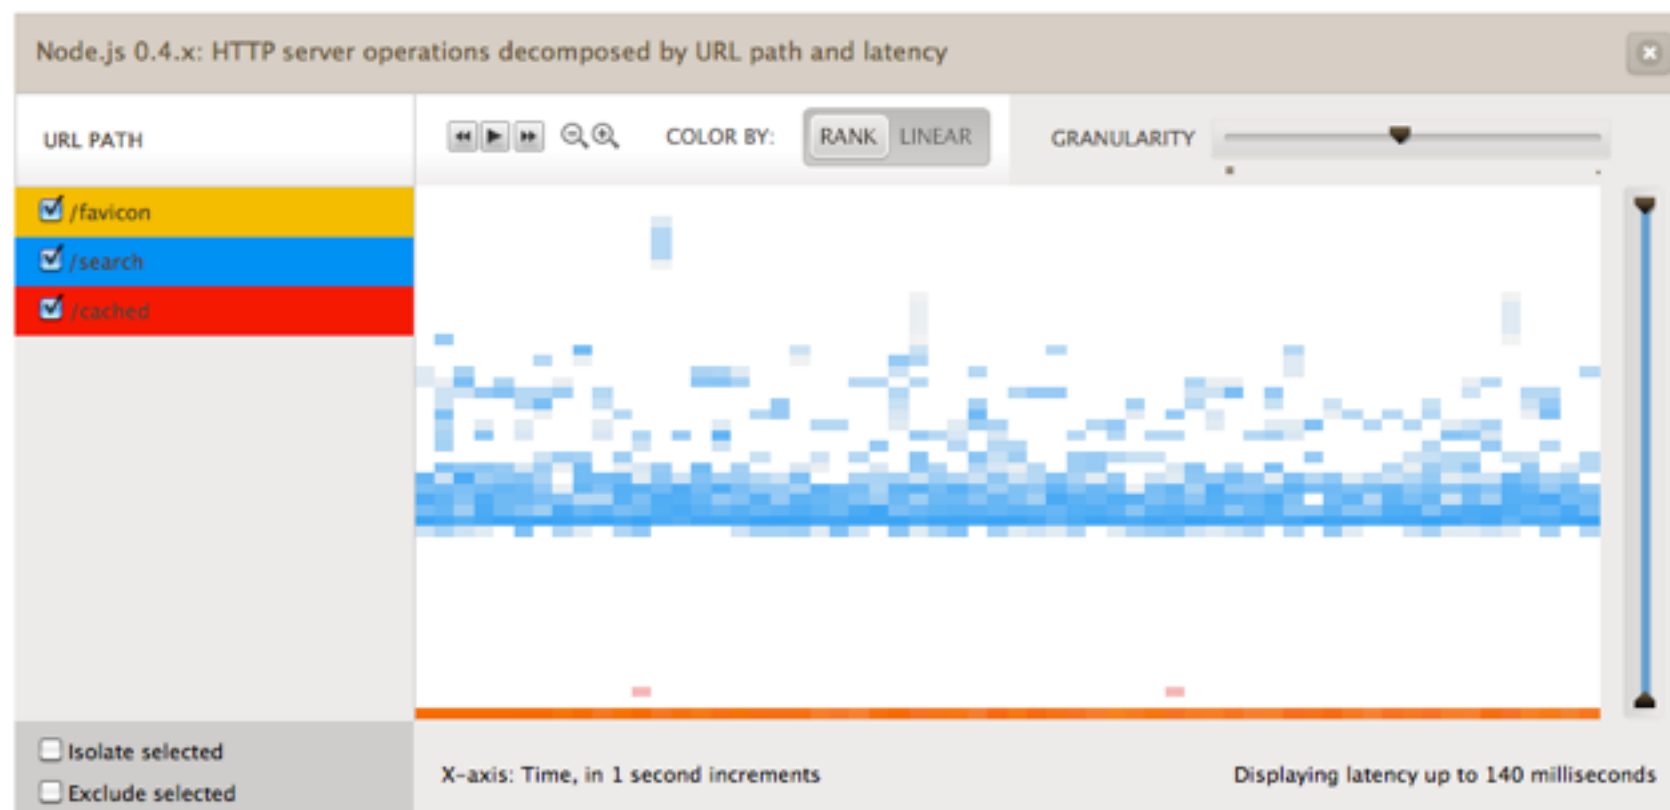 Node.js 0.4.x: HTTP server operations decomposed by URL path and latency
URL PATH
COLOR BY:
RANK
LINEAR
GRANULARITY
/favicon
/search
/cached
Isolate selected
Exclude selected
X-axis: Time, in 1 second increments
Displaying latency up to 140 milliseconds